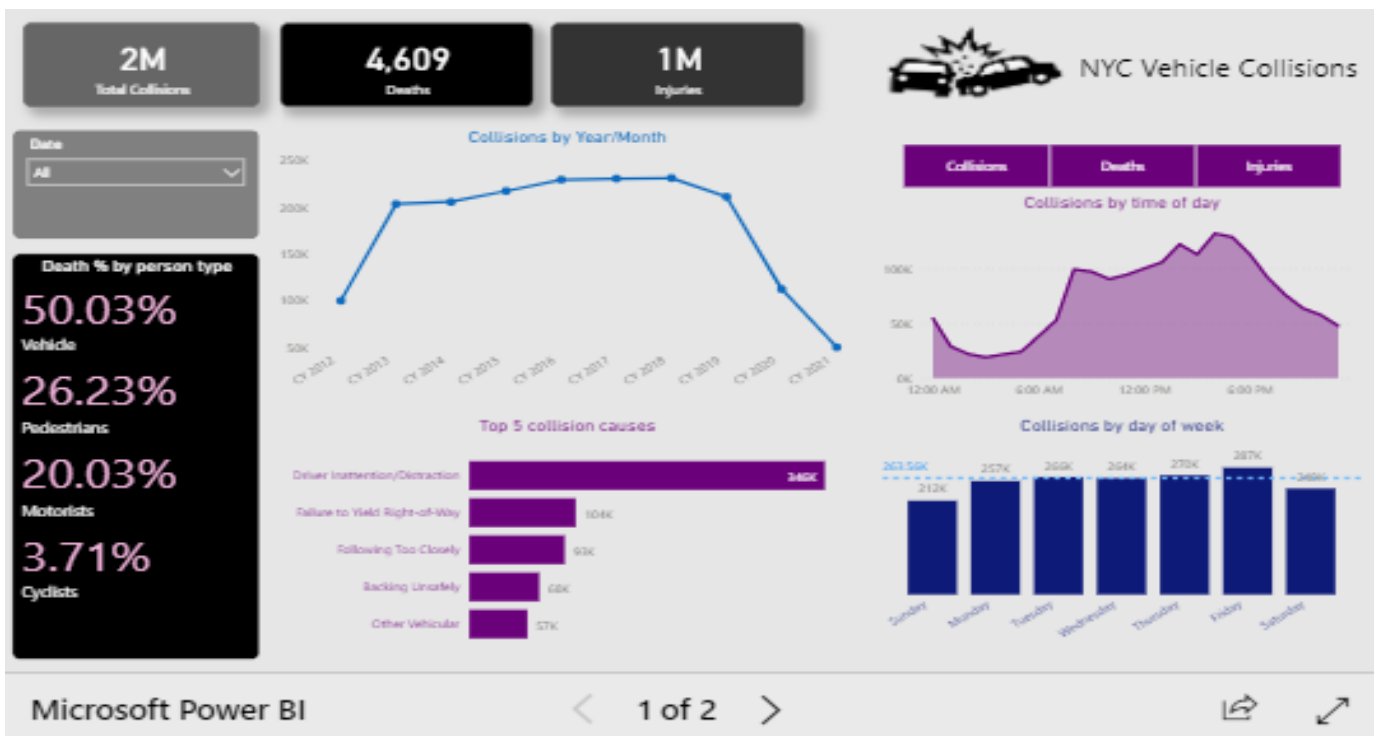 2M
Total Collisions
4,609
Deaths
1M
Injuries
NYC Vehicle Collisions
Date
All
Death % by person type
50.03%
Vehicle
26.23%
Pedestrians
20.03%
Motorists
3.71%
Cyclists
Collisions by Year/Month
250K
200K
150K
100K
50K
CY 2012
CY 2013
CY 2014
CY 2015
CY 2016
CY 2017
CY 2018
CY 2019
CY 2020
CY 2021
Top 5 collision causes
Driver Inattention/Distraction
346K
Failure to Yield Right-of-Way
104K
Following Too Closely
93K
Backing Unsafely
68K
Other Vehicular
57K
Collisions
Deaths
Injuries
Collisions by time of day
100K
50K
0K
12:00 AM
6:00 AM
12:00 PM
6:00 PM
Collisions by day of week
263.56K
212K
257K
266K
264K
270K
287K
Sunday
Monday
Tuesday
Wednesday
Thursday
Friday
Saturday
Microsoft Power BI
1 of 2